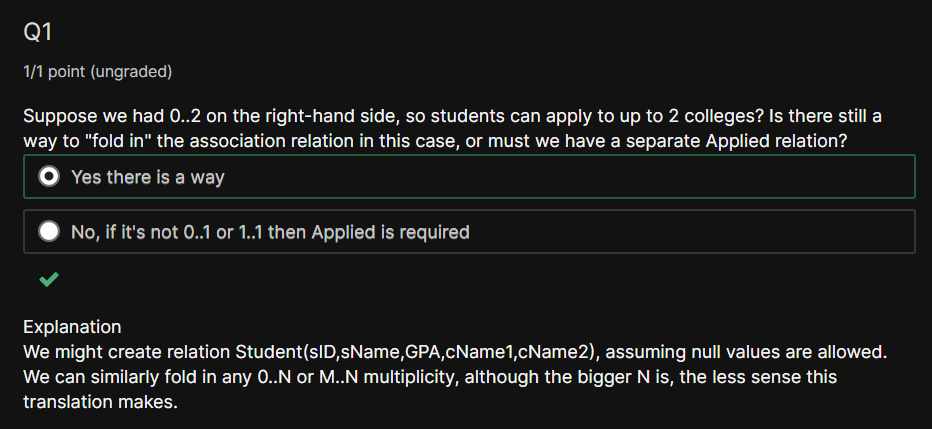 Q1
1/1 point (ungraded)
Suppose we had 0..2 on the right-hand side, so students can apply to up to 2 colleges? Is there still a
way to "fold in" the association relation in this case, or must we have a separate Applied relation?
Yes there is a way
No, if it's not 0..1 or 1..1 then Applied is required
Explanation
We might create relation Student(sID,sName,GPA,cName1,cName2), assuming null values are allowed.
We can similarly fold in any 0..N or M..N multiplicity, although the bigger N is, the less sense this
translation makes.